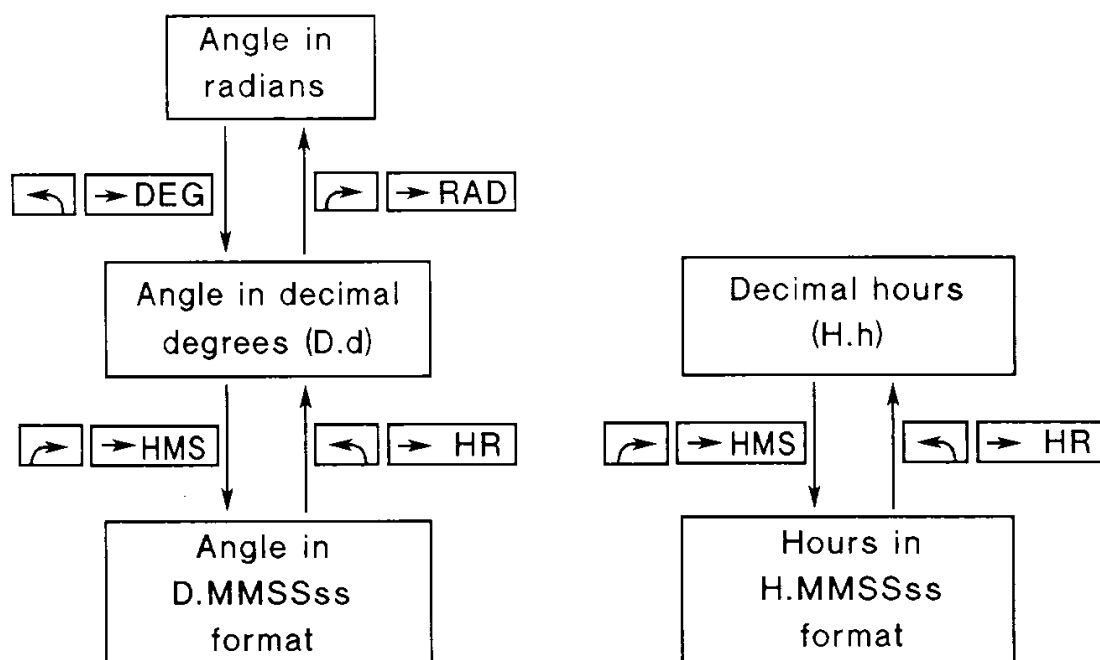 Angle in
radians
→ DEG
→ RAD
Angle in decimal
degrees (D.d)
→ HMS
→ HR
Angle in
D.MMSSss
format
Decimal hours
(H.h)
→ HMS
→ HR
Hours in
H.MMSSss
format